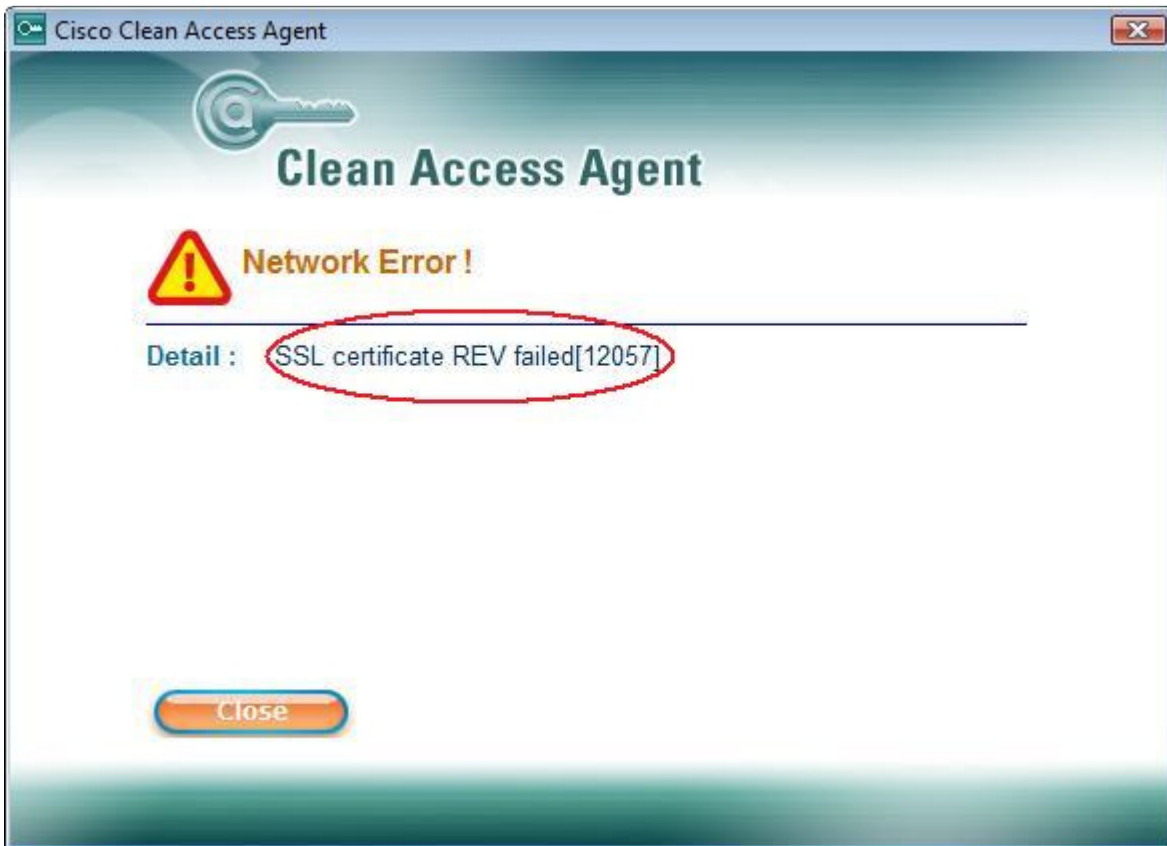 Cisco Clean Access Agent
Clean Access Agent
Network Error !
Detail : SSL certificate REV failed[12057]
Close